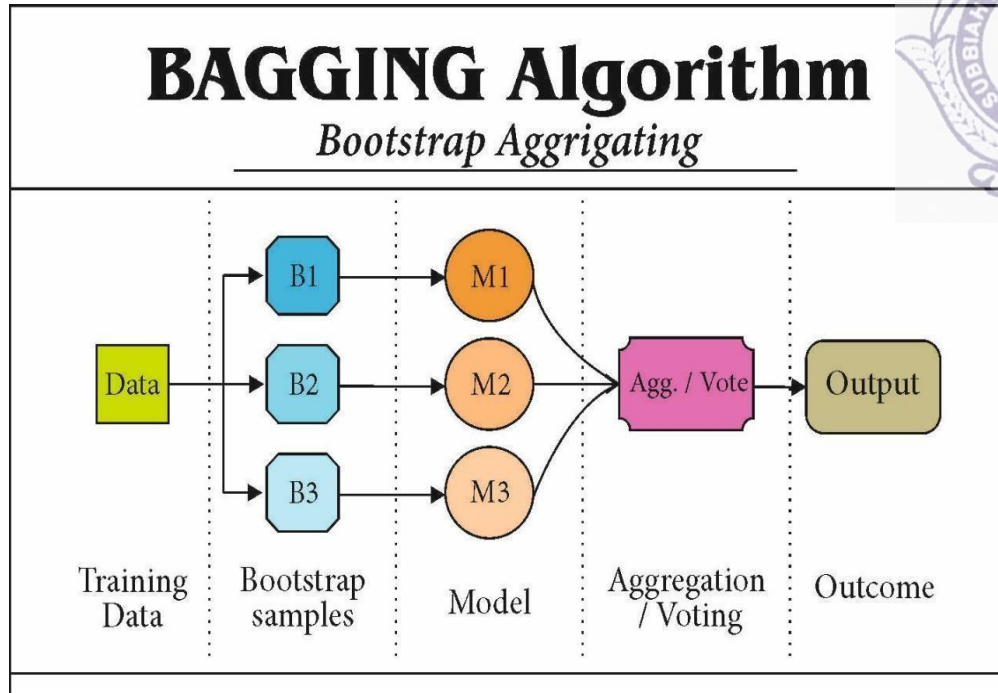 BAGGING Algorithm
Bootstrap Aggrigating
SUBBIAH
Data
B1
B2
B3
M1
M2
M3
Agg. / Vote
Output
Training
Data
Bootstrap
samples
Model
Aggregation
/ Voting
Outcome